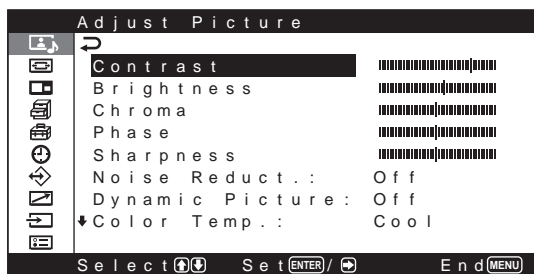 Adjust Picture
Contrast
Brightness
Chroma
Phase
Sharpness
Noise Reduct.: Off
Dynamic Picture: Off
Color Temp.: Cool
Select Set ENTER / End MENU